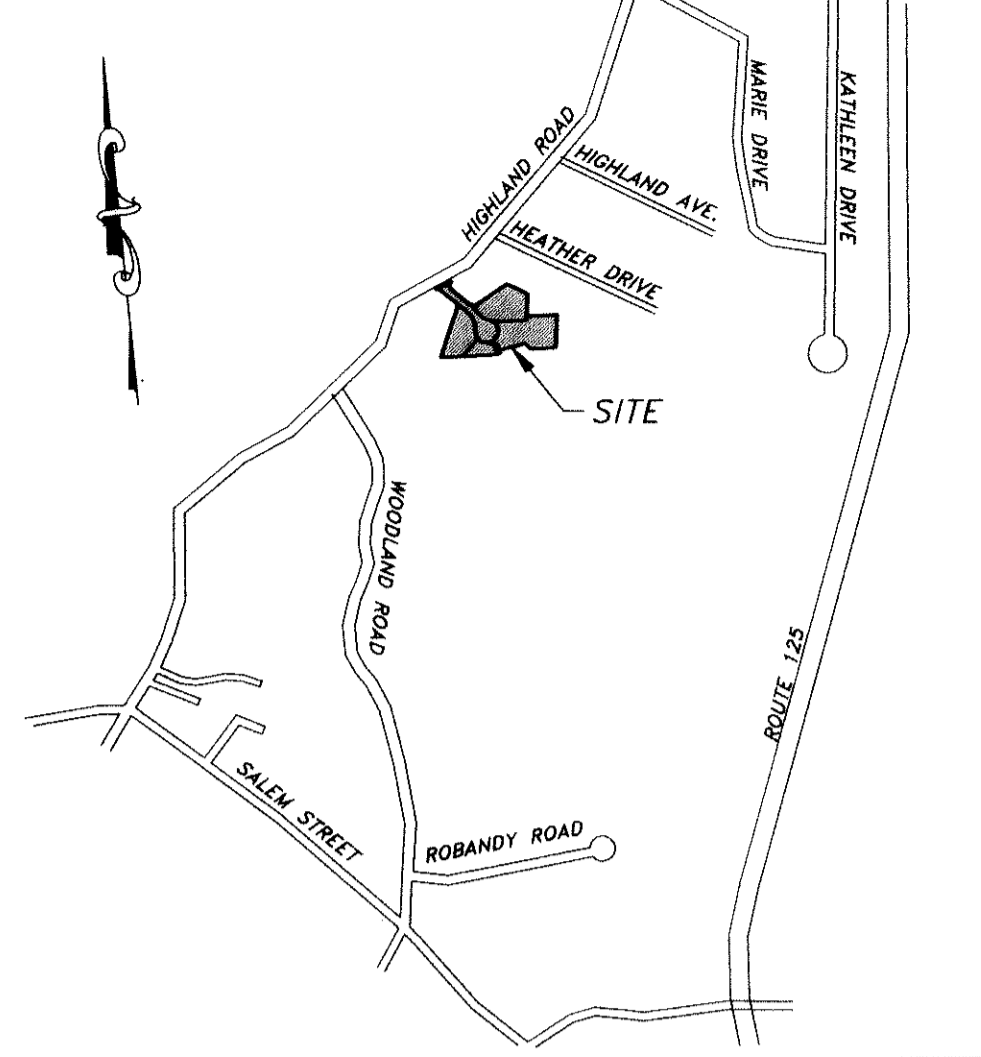 MARIE DRIVE
KATHLEEN DRIVE
HIGHLAND ROAD
HIGHLAND AVE.
HEATHER DRIVE
SITE
WOODLAND ROAD
ROUTE 125
SALEM STREET
ROBANDY ROAD